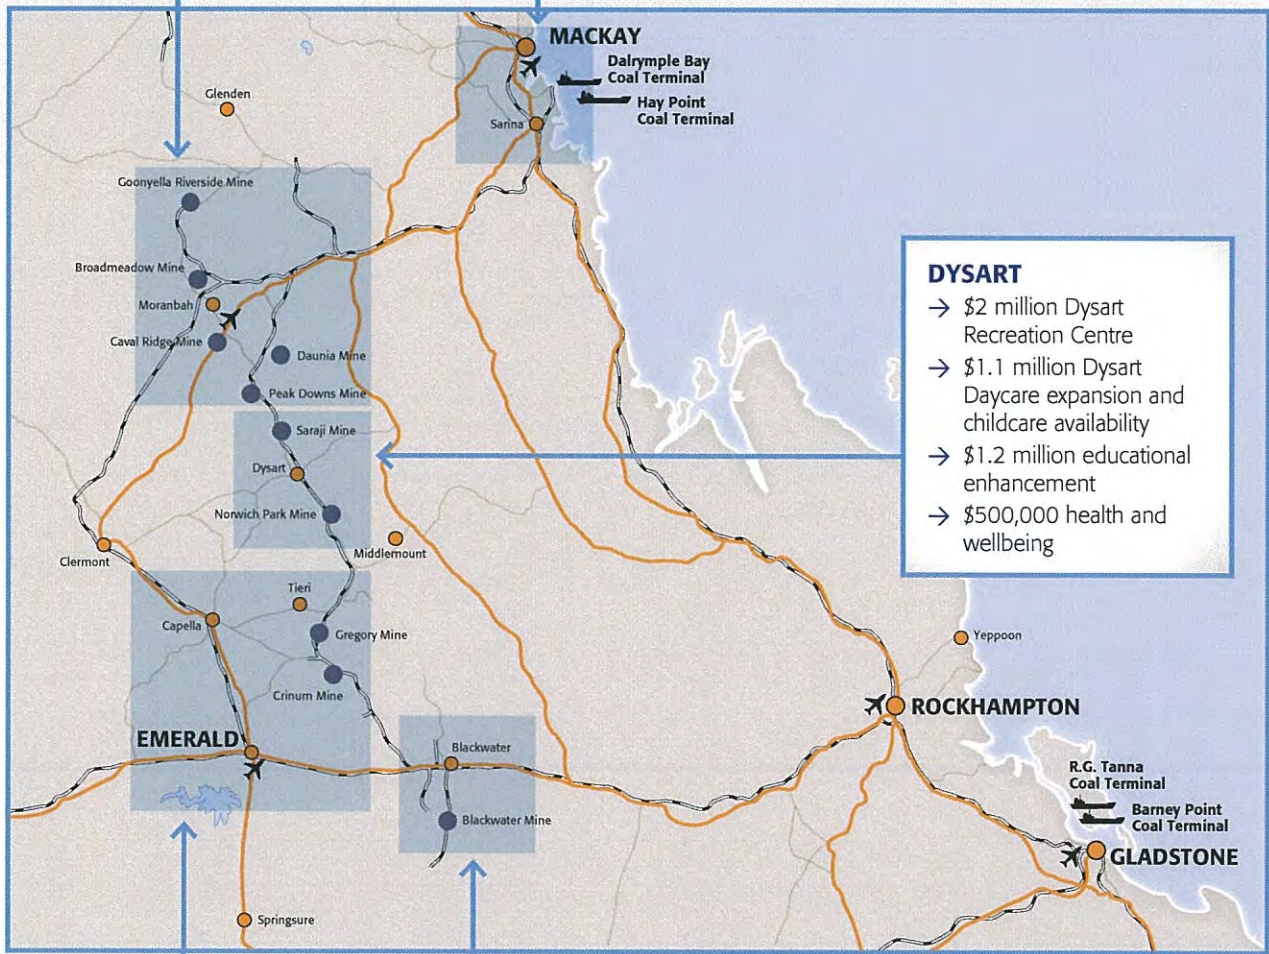 MACKAY
Dalrymple Bay
Coal Terminal
Hay Point
Coal Terminal
Glenden
Sarina
Goonyella Riverside Mine
Broadmeadow Mine
Moranbah
Caval Ridge Mine
Daunia Mine
Peak Downs Mine
Saraji Mine
Dysart
Norwich Park Mine
Middlemount
Clermont
Tieri
Capella
Gregory Mine
Crinum Mine
EMERALD
Blackwater
Blackwater Mine
Springsure
DYSART
→ $2 million Dysart
Recreation Centre
→ $1.1 million Dysart
Daycare expansion and
childcare availability
→ $1.2 million educational
enhancement
→ $500,000 health and
wellbeing
Yeppoon
ROCKHAMPTON
R.G. Tanna
Coal Terminal
Barney Point
Coal Terminal
GLADSTONE